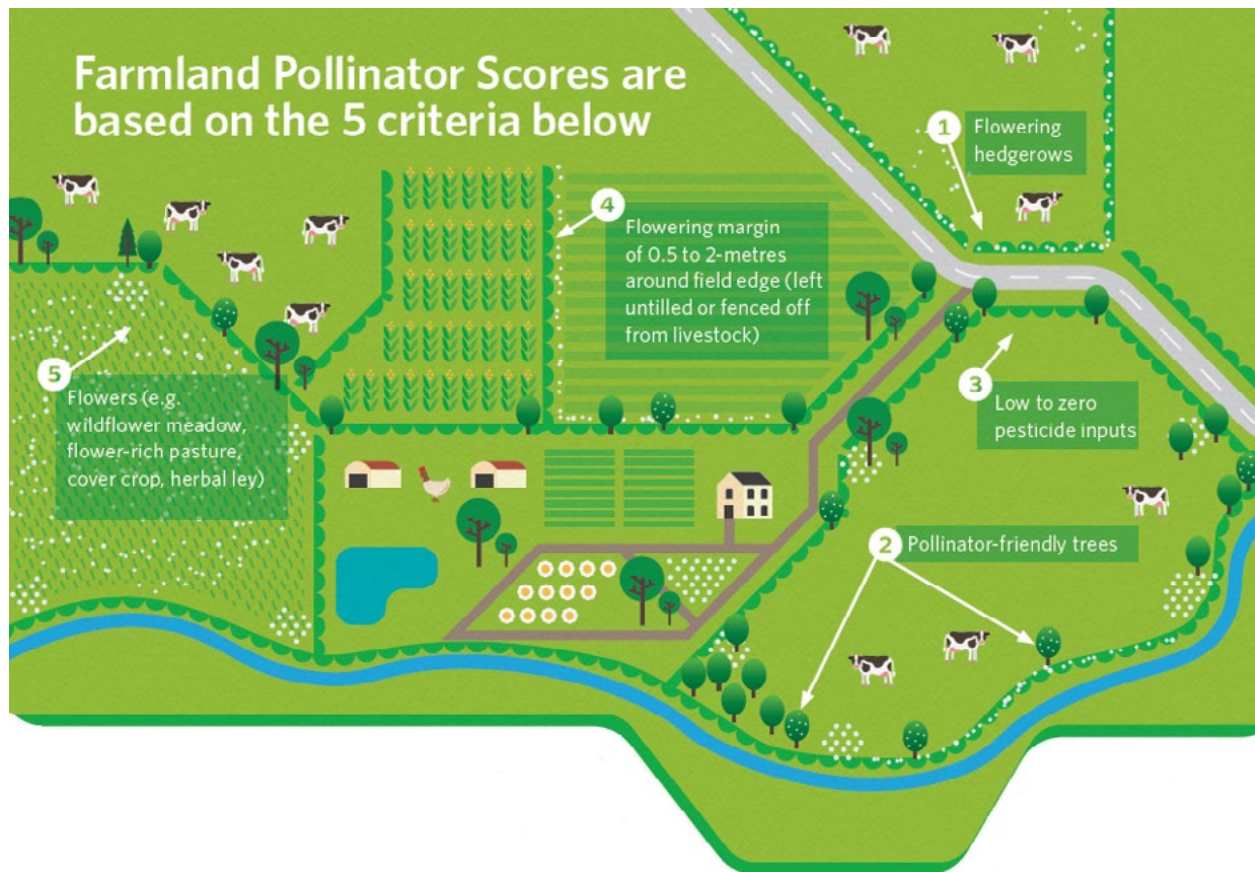 Farmland Pollinator Scores are
based on the 5 criteria below
1
Flowering
hedgerows
4
Flowering margin
of 0.5 to 2-metres
around field edge (left
untilled or fenced off
from livestock)
5
Flowers (e.g.
wildflower meadow,
flower-rich pasture,
cover crop, herbal ley)
3
Low to zero
pesticide inputs
2
Pollinator-friendly trees